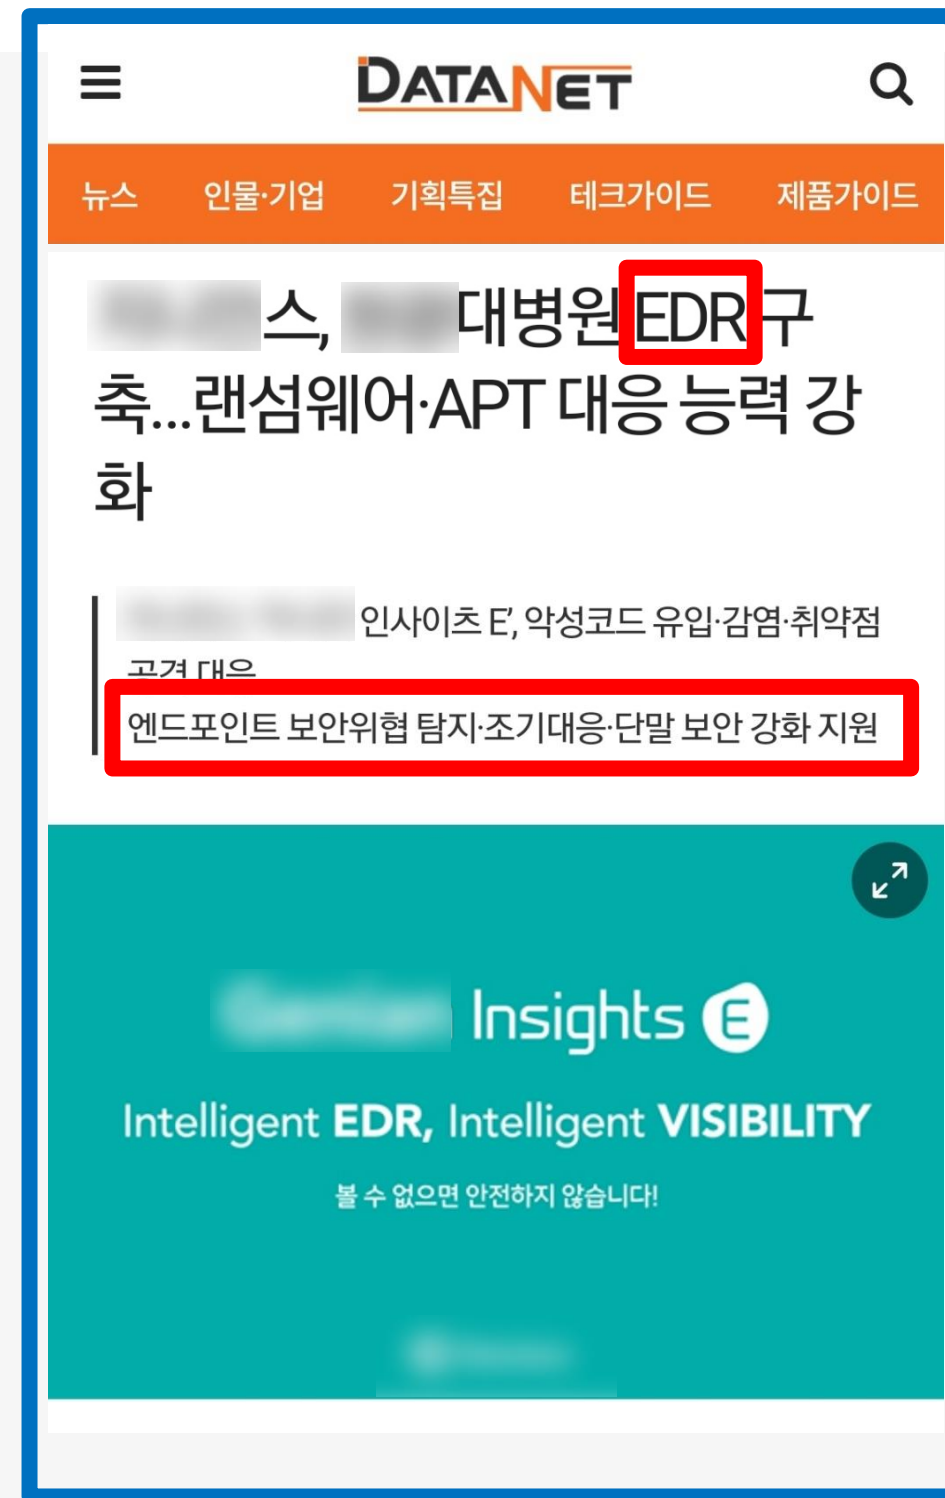 DATANET
뉴스 인물·기업 기획특집 테크가이드 제품가이드
스, 대병원 EDR 구
축...랜섬웨어·APT 대응 능력 강
화
인사이츠 E', 악성코드 유입·감염·취약점
공격 대응
엔드포인트 보안위협 탐지·조기대응·단말 보안 강화 지원
Insights E
Intelligent EDR, Intelligent VISIBILITY
볼 수 없으면 안전하지 않습니다!